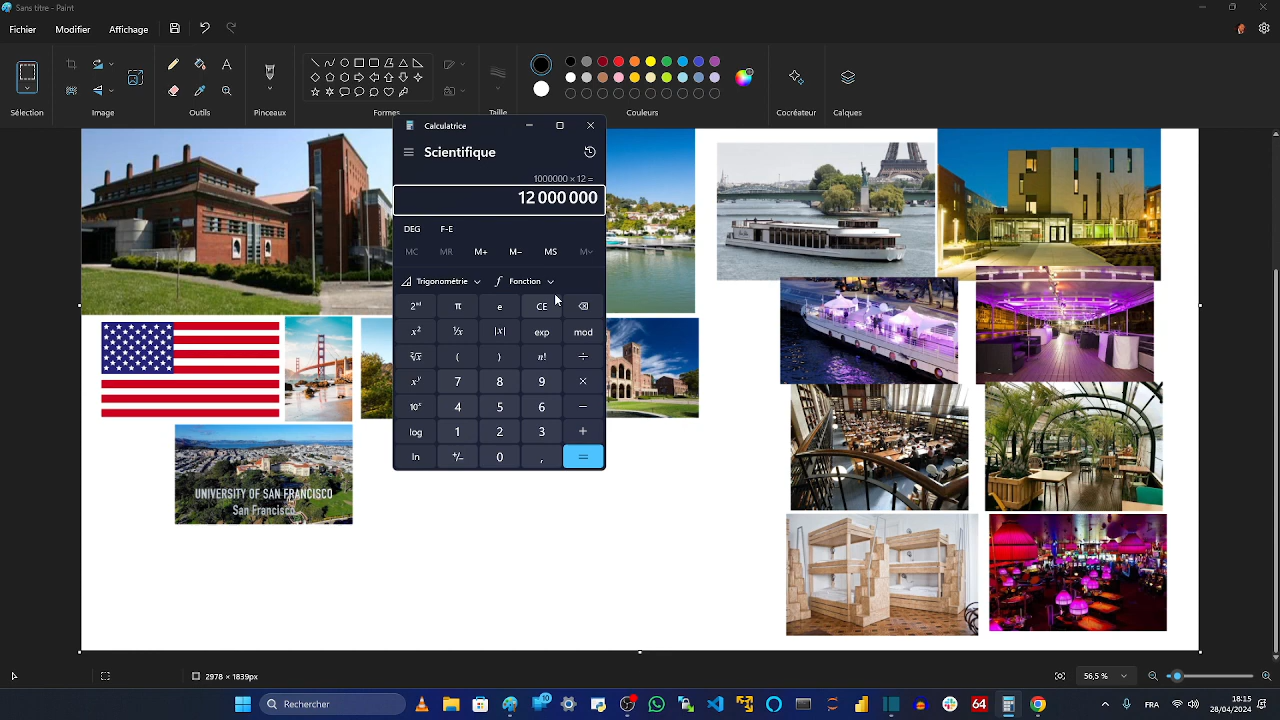 Sans titre - Paint
Fichier Modifier Affichage
Sélection Image Outils Pinceaux Formes Taille Couleurs Cocréateur Calques
Calculatrice
Scientifique
1000000 × 12 =
12 000 000
DEG F-E
MC MR M+ M- MS M
Trigonométrie Fonction
2ⁿᵈ π e CE
x² ¹/x |x| exp mod
²√x ( ) n! ÷
xʸ 7 8 9 ×
10ˣ 4 5 6 −
log 1 2 3 +
ln +/- 0 , =
UNIVERSITY OF SAN FRANCISCO
San Francisco
2978 × 1839px
56,5 %
Rechercher
10
64
FRA
18:15
28/04/2024